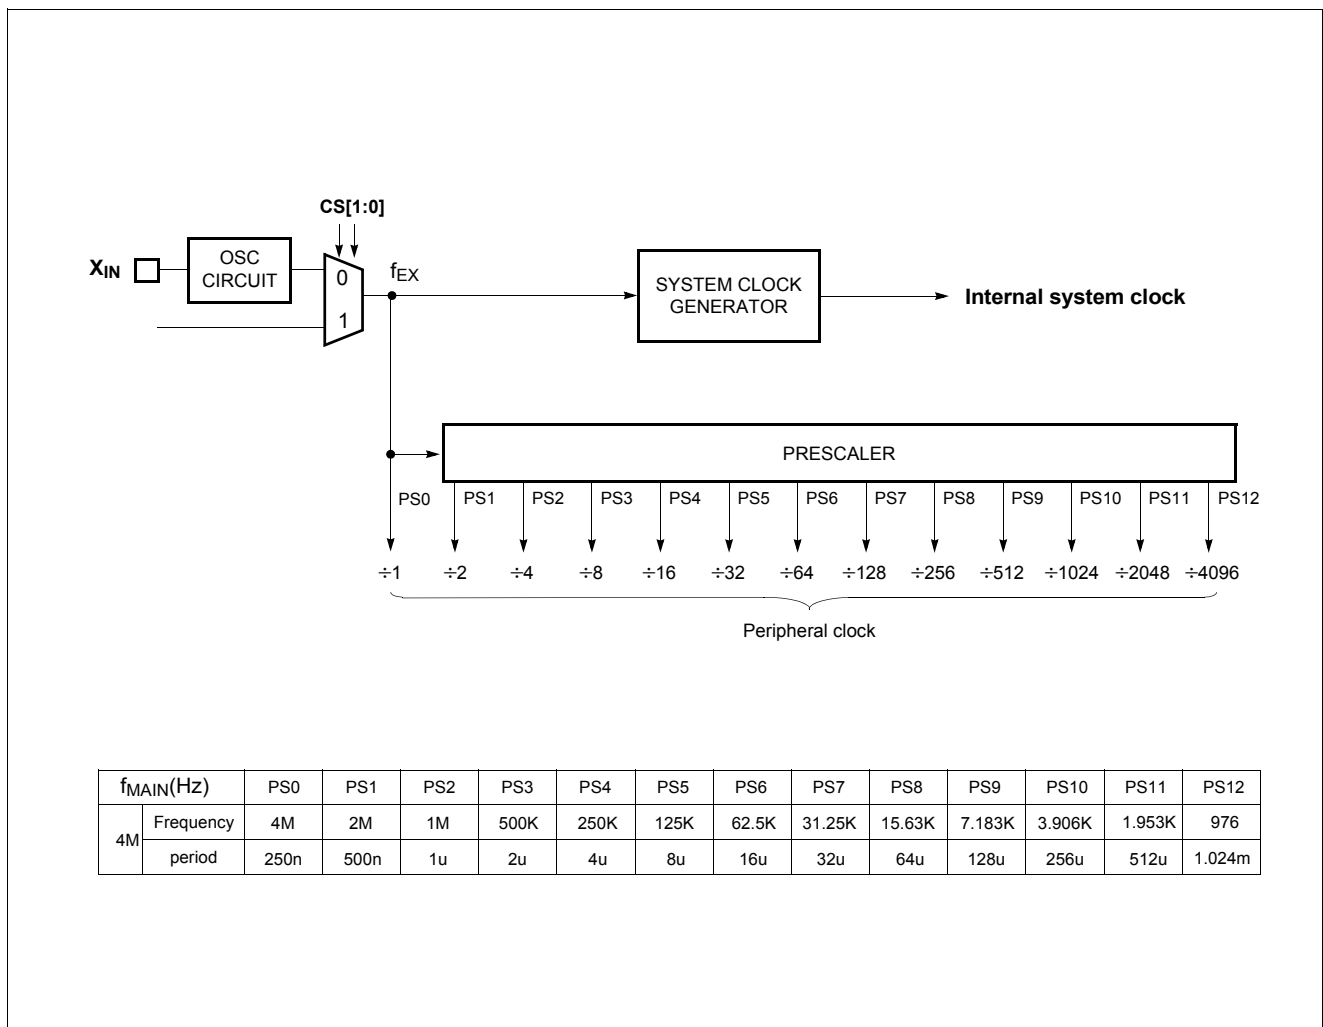 CS[1:0]
XIN
OSC
CIRCUIT
0
1
fEX
SYSTEM CLOCK
GENERATOR
Internal system clock
PRESCALER
PS0 PS1 PS2 PS3 PS4 PS5 PS6 PS7 PS8 PS9 PS10 PS11 PS12
÷1 ÷2 ÷4 ÷8 ÷16 ÷32 ÷64 ÷128 ÷256 ÷512 ÷1024 ÷2048 ÷4096
Peripheral clock
fMAIN(Hz) PS0 PS1 PS2 PS3 PS4 PS5 PS6 PS7 PS8 PS9 PS10 PS11 PS12
4M
Frequency 4M 2M 1M 500K 250K 125K 62.5K 31.25K 15.63K 7.183K 3.906K 1.953K 976
period 250n 500n 1u 2u 4u 8u 16u 32u 64u 128u 256u 512u 1.024m